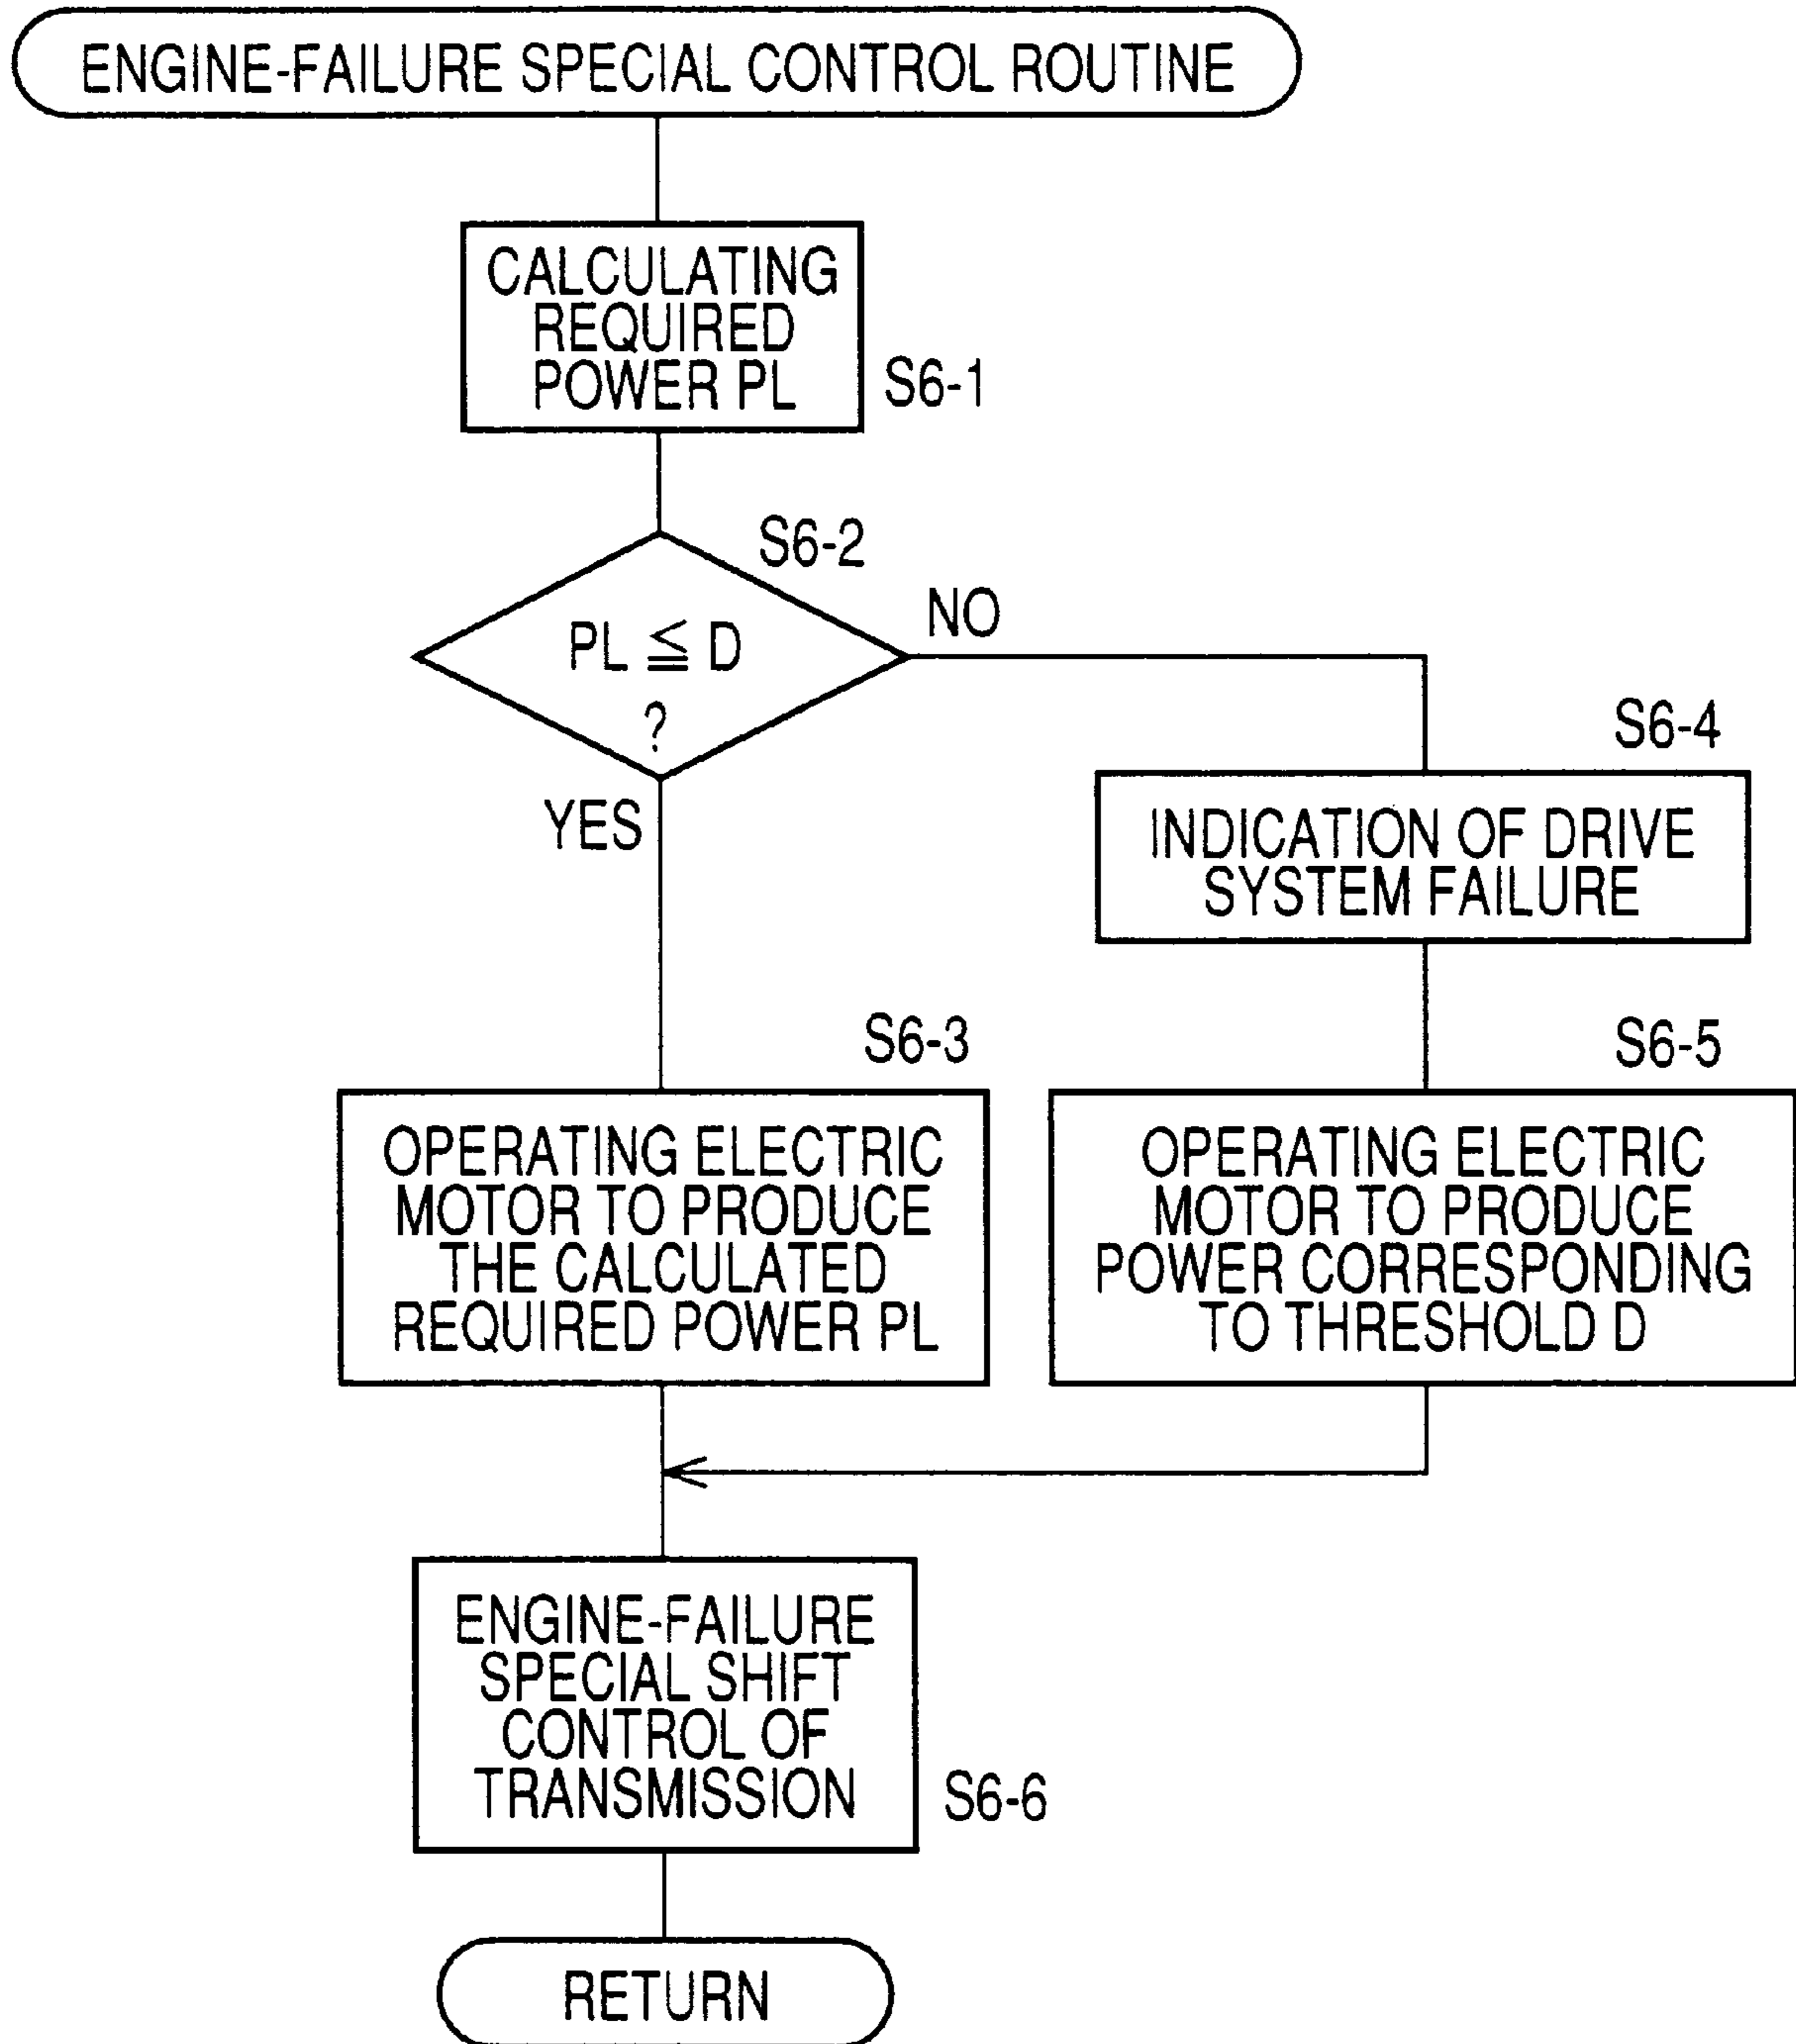 ENGINE-FAILURE SPECIAL CONTROL ROUTINE
CALCULATING
REQUIRED
POWER PL
S6-1
S6-2
PL ≦ D
?
NO
YES
S6-4
INDICATION OF DRIVE
SYSTEM FAILURE
S6-3
OPERATING ELECTRIC
MOTOR TO PRODUCE
THE CALCULATED
REQUIRED POWER PL
S6-5
OPERATING ELECTRIC
MOTOR TO PRODUCE
POWER CORRESPONDING
TO THRESHOLD D
ENGINE-FAILURE
SPECIAL SHIFT
CONTROL OF
TRANSMISSION
S6-6
RETURN